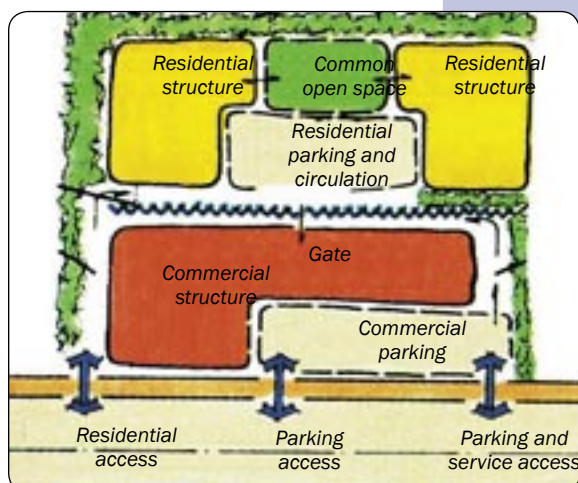 Residential
structure
Common
open space
Residential
structure
Residential
parking and
circulation
Gate
Commercial
structure
Commercial
parking
Residential
access
Parking
access
Parking and
service access